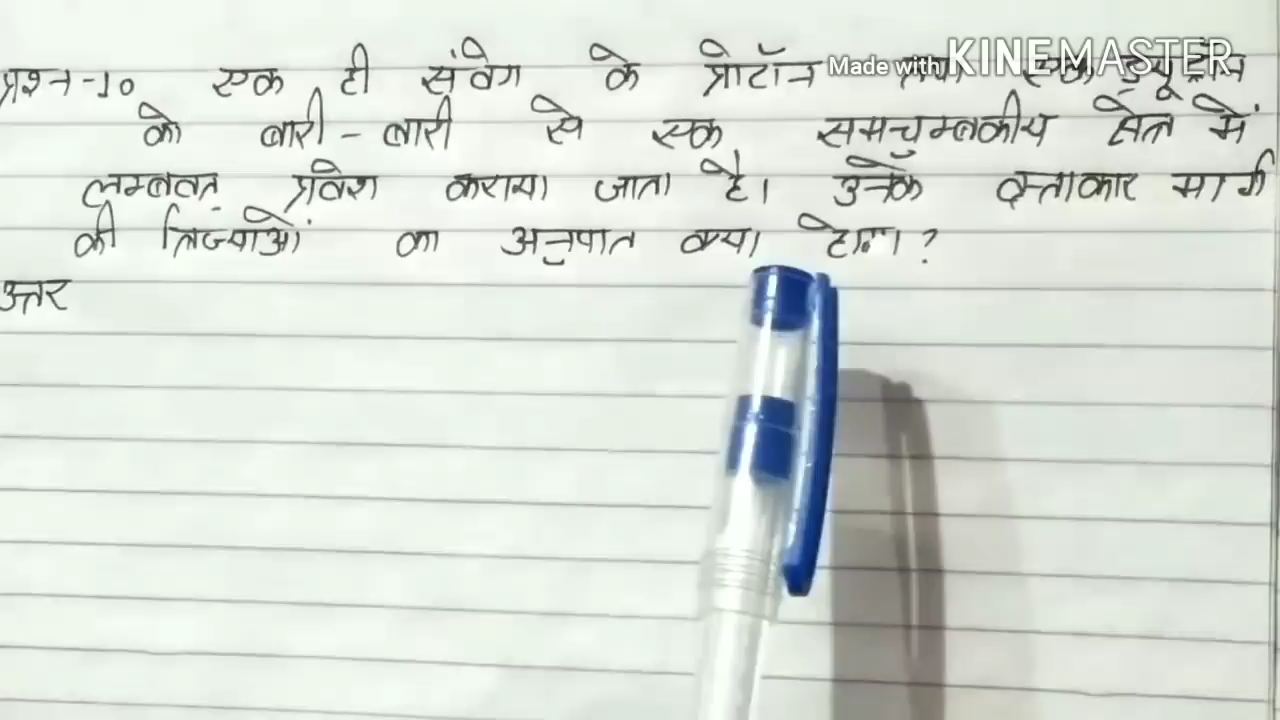 प्रश्न-10 एक ही संवेग के प्रोटॉन
Made with KINEMASTER
को बारी-बारी से एक समचुम्बकीय क्षेत्र में
लम्बवत् प्रवेश कराया जाता है। उनके वृत्ताकार मार्ग
की त्रिज्याओं का अनुपात क्या होगा?
उत्तर